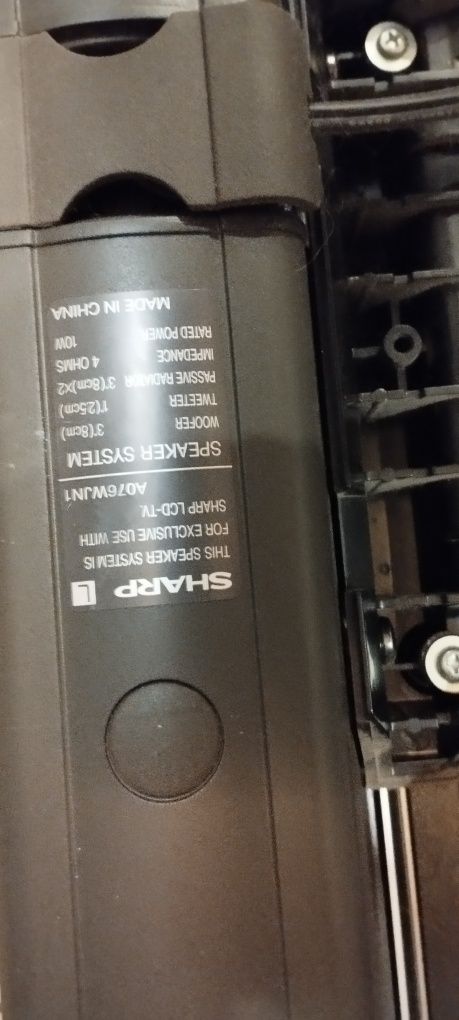 SHARP L
THIS SPEAKER SYSTEM IS
FOR EXCLUSIVE USE WITH
SHARP LCD-TV.
A076WJN1
SPEAKER SYSTEM
WOOFER 3"(8cm)
TWEETER 1"(2.5cm)
PASSIVE RADIATOR 3"(8cm)X2
IMPEDANCE 4 OHMS
RATED POWER 10W
MADE IN CHINA